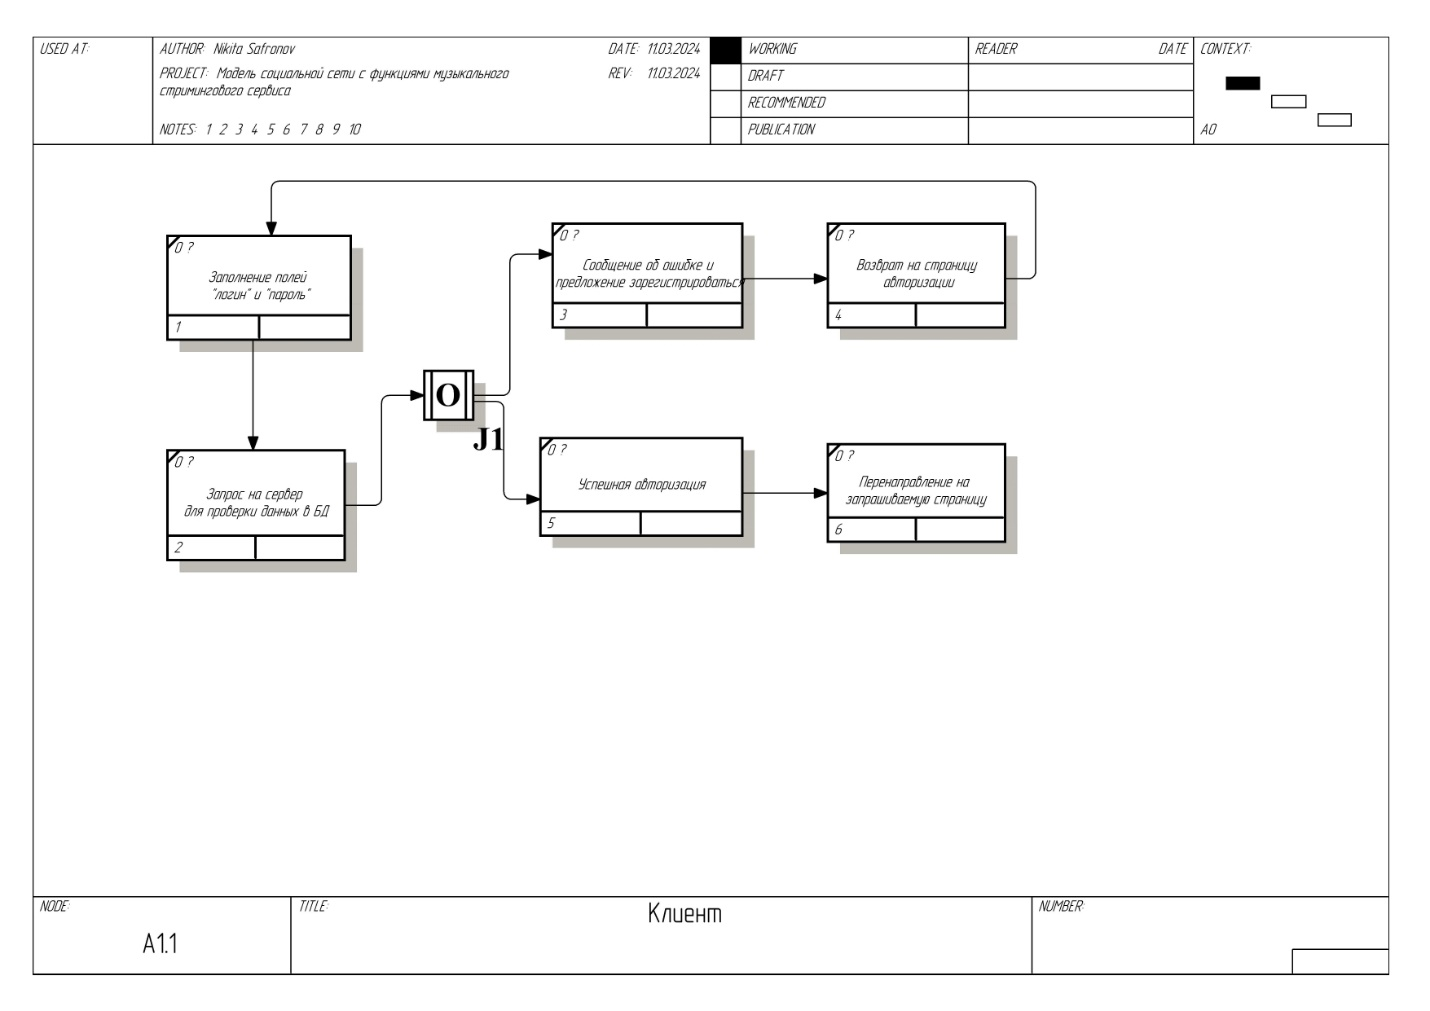 USED AT:
AUTHOR: Nikita Safronov
DATE: 11.03.2024
PROJECT: Модель социальной сети с функциями музыкального
стримингового сервиса
REV: 11.03.2024
NOTES: 1 2 3 4 5 6 7 8 9 10
WORKING
DRAFT
RECOMMENDED
PUBLICATION
READER
DATE
CONTEXT:
A0
0 ?
Заполнение полей
"логин" и "пароль"
1
0 ?
Сообщение об ошибке и
предложение зарегистрироваться
3
0 ?
Возврат на страницу
авторизации
4
O
J1
0 ?
Запрос на сервер
для проверки данных в БД
2
0 ?
Успешная авторизация
5
0 ?
Перенаправление на
запрашиваемую страницу
6
NODE:
A1.1
TITLE:
Клиент
NUMBER: